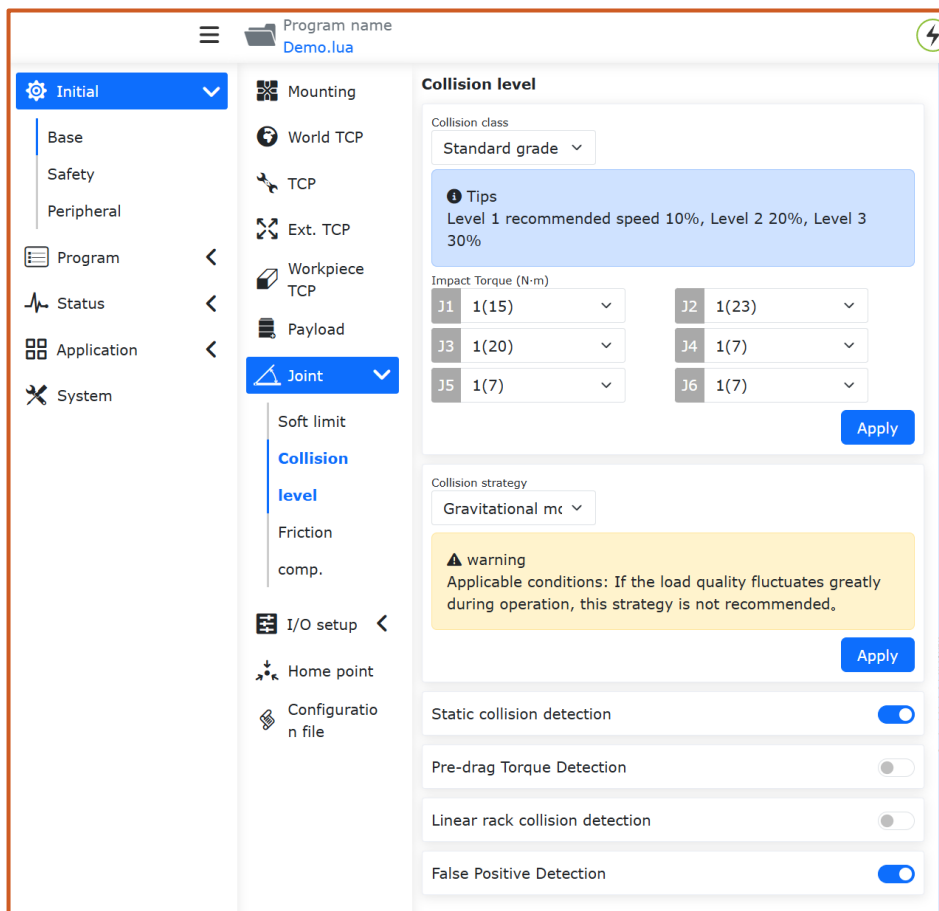 Program name
Demo.lua
Initial
Base
Safety
Peripheral
Program
Status
Application
System
Mounting
World TCP
TCP
Ext. TCP
Workpiece
TCP
Payload
Joint
Soft limit
Collision
level
Friction
comp.
I/O setup
Home point
Configuratio
n file
Collision level
Collision class
Standard grade
Tips
Level 1 recommended speed 10%, Level 2 20%, Level 3
30%
Impact Torque (N·m)
J1 1(15)
J2 1(23)
J3 1(20)
J4 1(7)
J5 1(7)
J6 1(7)
Apply
Collision strategy
Gravitational mo
warning
Applicable conditions: If the load quality fluctuates greatly
during operation, this strategy is not recommended。
Apply
Static collision detection
Pre-drag Torque Detection
Linear rack collision detection
False Positive Detection